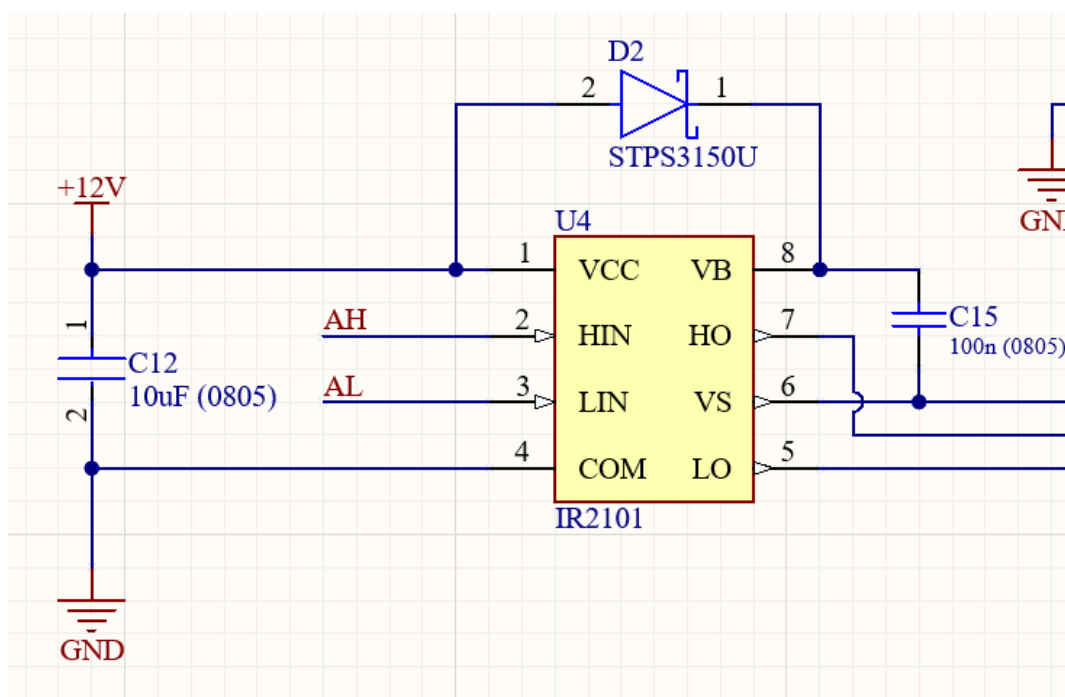 D2
2
1
STPS3150U
+12V
U4
GN
1
VCC
VB
8
AH
2
HIN
HO
7
C15
100n (0805)
1
C12
10uF (0805)
2
AL
3
LIN
VS
6
4
COM
LO
5
IR2101
GND